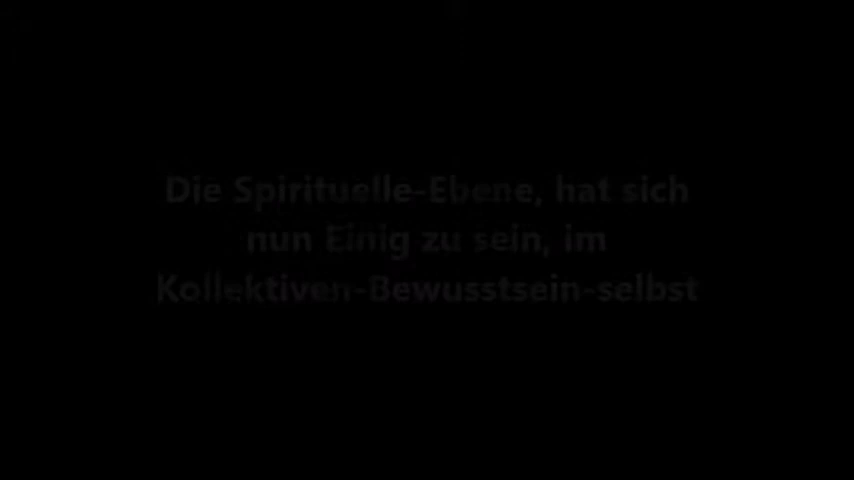 Die Spirituelle-Ebene, hat sich
nun Einig zu sein, im
Kollektiven-Bewusstsein-selbst